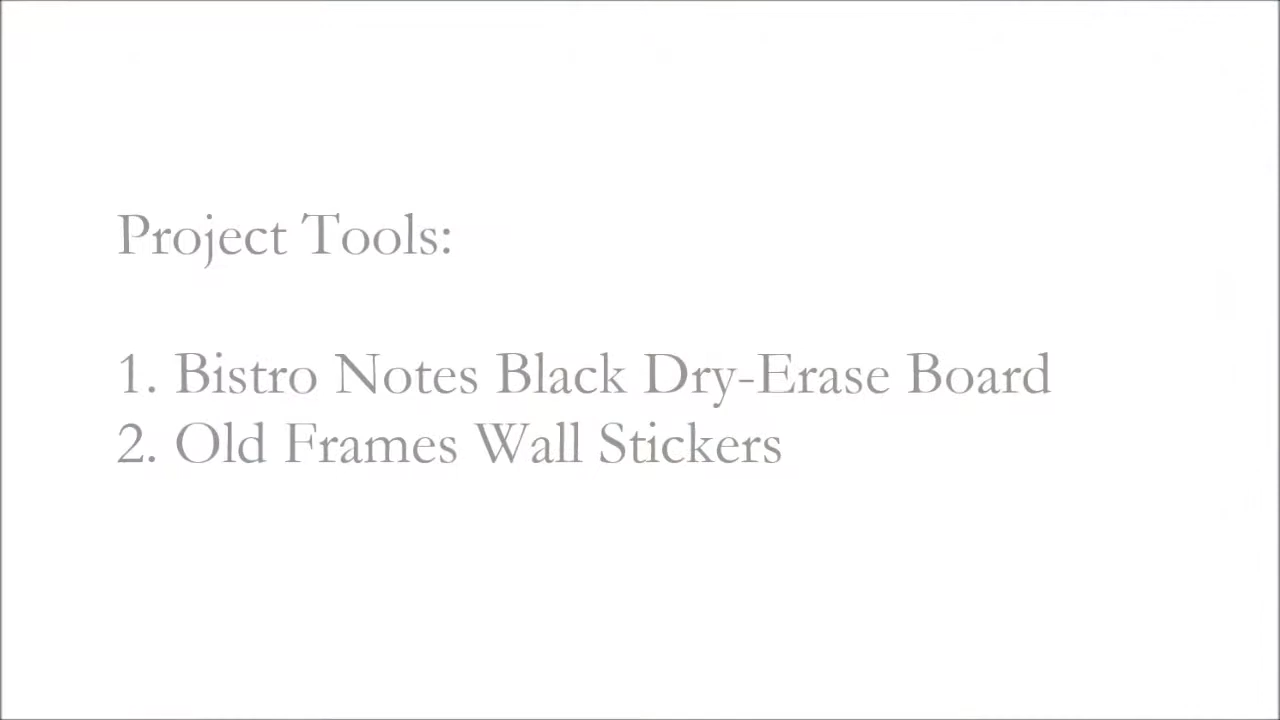 Project Tools:
1. Bistro Notes Black Dry-Erase Board
2. Old Frames Wall Stickers